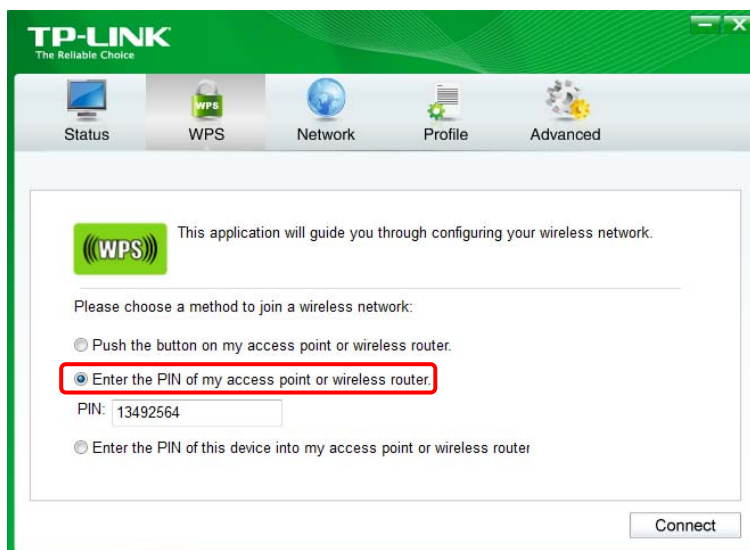 TP-LINK
The Reliable Choice
Status WPS Network Profile Advanced
WPS
This application will guide you through configuring your wireless network.
WPS
Please choose a method to join a wireless network:
Push the button on my access point or wireless router.
Enter the PIN of my access point or wireless router.
PIN: 13492564
Enter the PIN of this device into my access point or wireless router
Connect